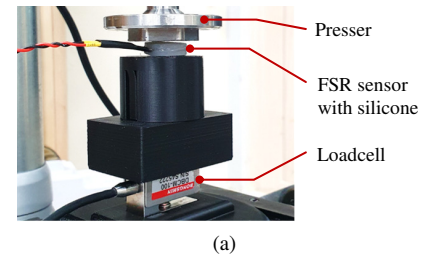 Presser
FSR sensor
with silicone
Loadcell
(a)